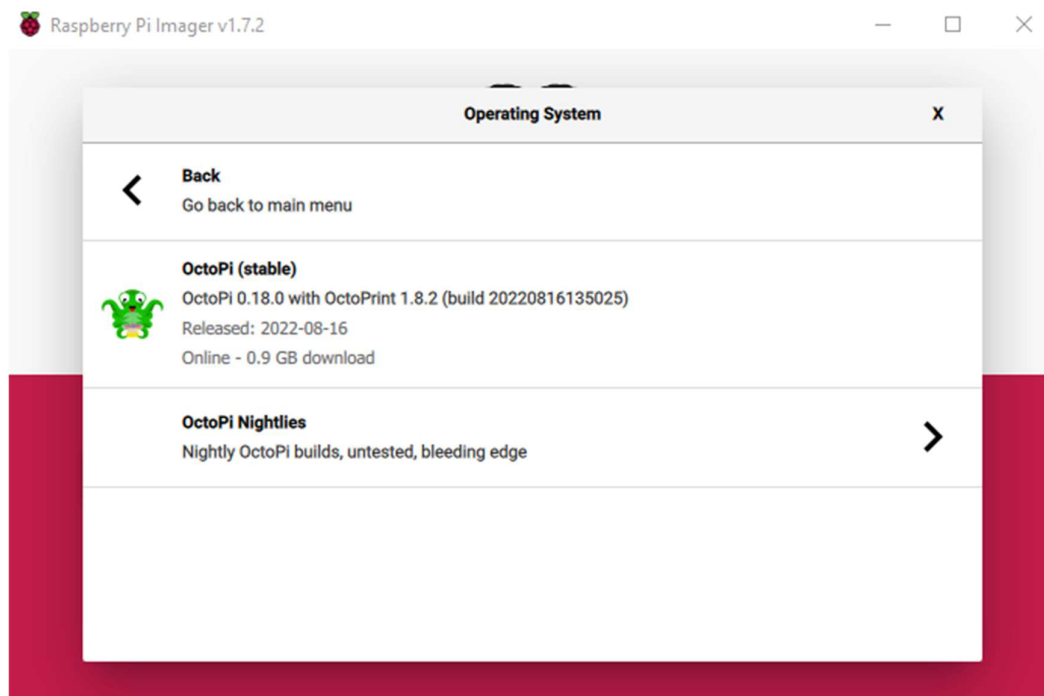 Raspberry Pi Imager v1.7.2
Operating System X
Back
Go back to main menu
OctoPi (stable)
OctoPi 0.18.0 with OctoPrint 1.8.2 (build 20220816135025)
Released: 2022-08-16
Online - 0.9 GB download
OctoPi Nightlies
Nightly OctoPi builds, untested, bleeding edge